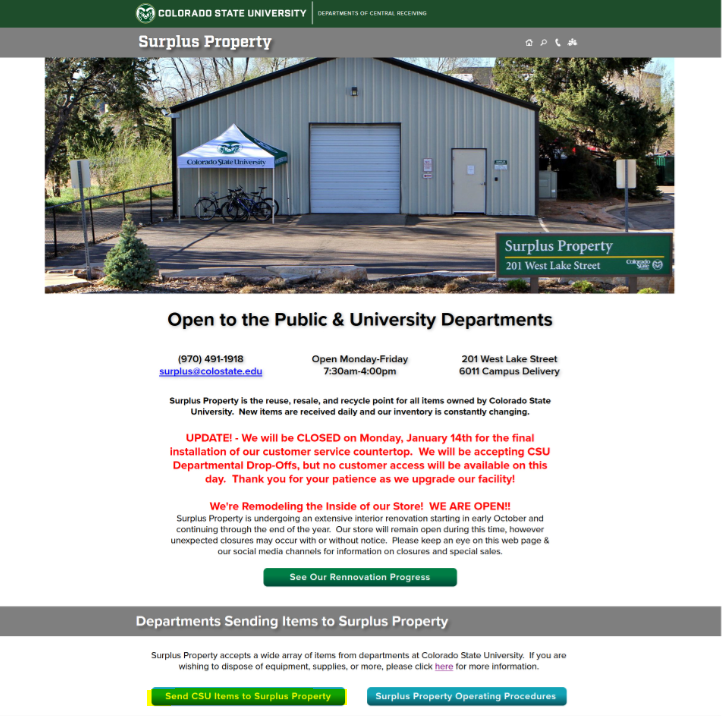 COLORADO STATE UNIVERSITY
DEPARTMENTS OF CENTRAL RECEIVING
Surplus Property
Colorado State University
Surplus Property
201 West Lake Street
Colorado
State
Open to the Public & University Departments
(970) 491-1918
surplus@colostate.edu
Open Monday-Friday
7:30am-4:00pm
201 West Lake Street
6011 Campus Delivery
Surplus Property is the reuse, resale, and recycle point for all items owned by Colorado State
University. New items are received daily and our inventory is constantly changing.
UPDATE! - We will be CLOSED on Monday, January 14th for the final
installation of our customer service countertop. We will be accepting CSU
Departmental Drop-Offs, but no customer access will be available on this
day. Thank you for your patience as we upgrade our facility!
We're Remodeling the Inside of our Store! WE ARE OPEN!!
Surplus Property is undergoing an extensive interior renovation starting in early October and
continuing through the end of the year. Our store will remain open during this time, however
unexpected closures may occur with or without notice. Please keep an eye on this web page &
our social media channels for information on closures and special sales.
See Our Rennovation Progress
Departments Sending Items to Surplus Property
Surplus Property accepts a wide array of items from departments at Colorado State University. If you are
wishing to dispose of equipment, supplies, or more, please click here for more information.
Send CSU Items to Surplus Property
Surplus Property Operating Procedures